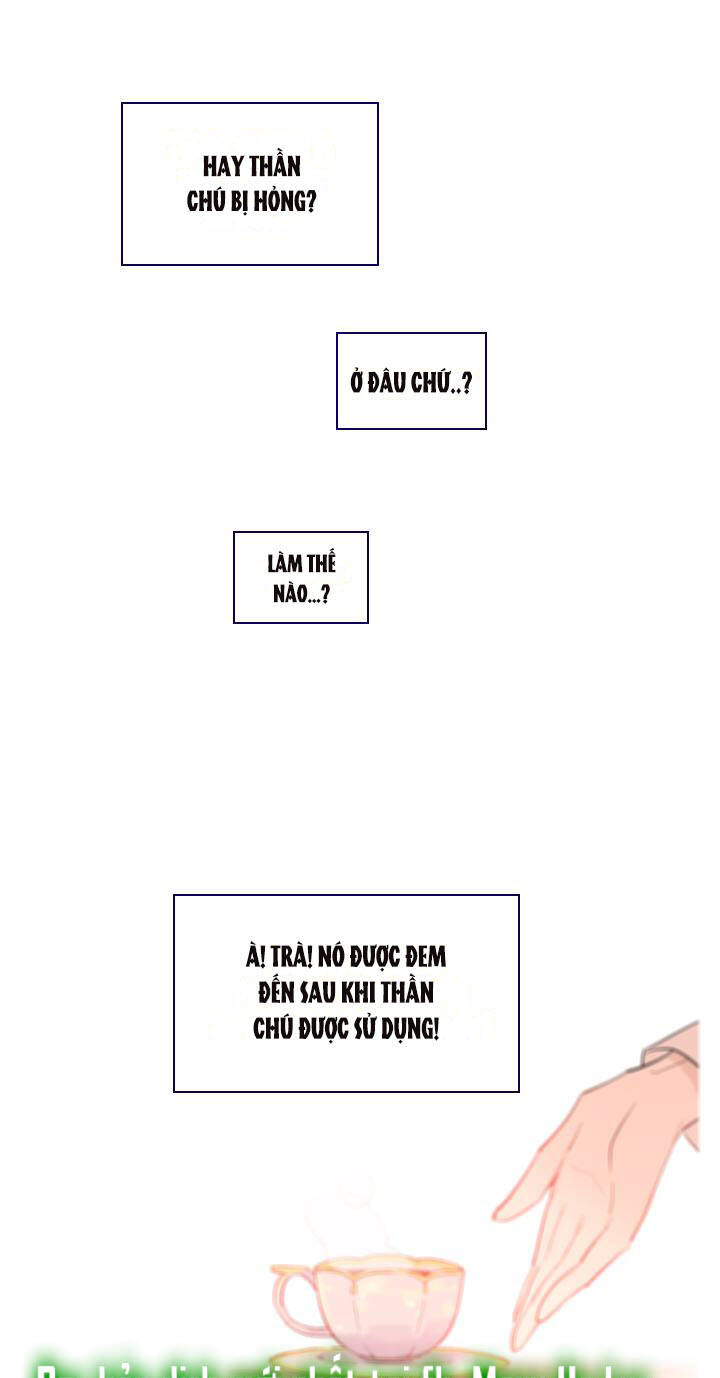 HAY THẦN
CHÚ BỊ HỎNG?
Ở ĐÂU CHỨ..?
LÀM THẾ
NÀO...?
À! TRÀ! NÓ ĐƯỢC ĐEM
ĐẾN SAU KHI THẦN
CHÚ ĐƯỢC SỬ DỤNG!